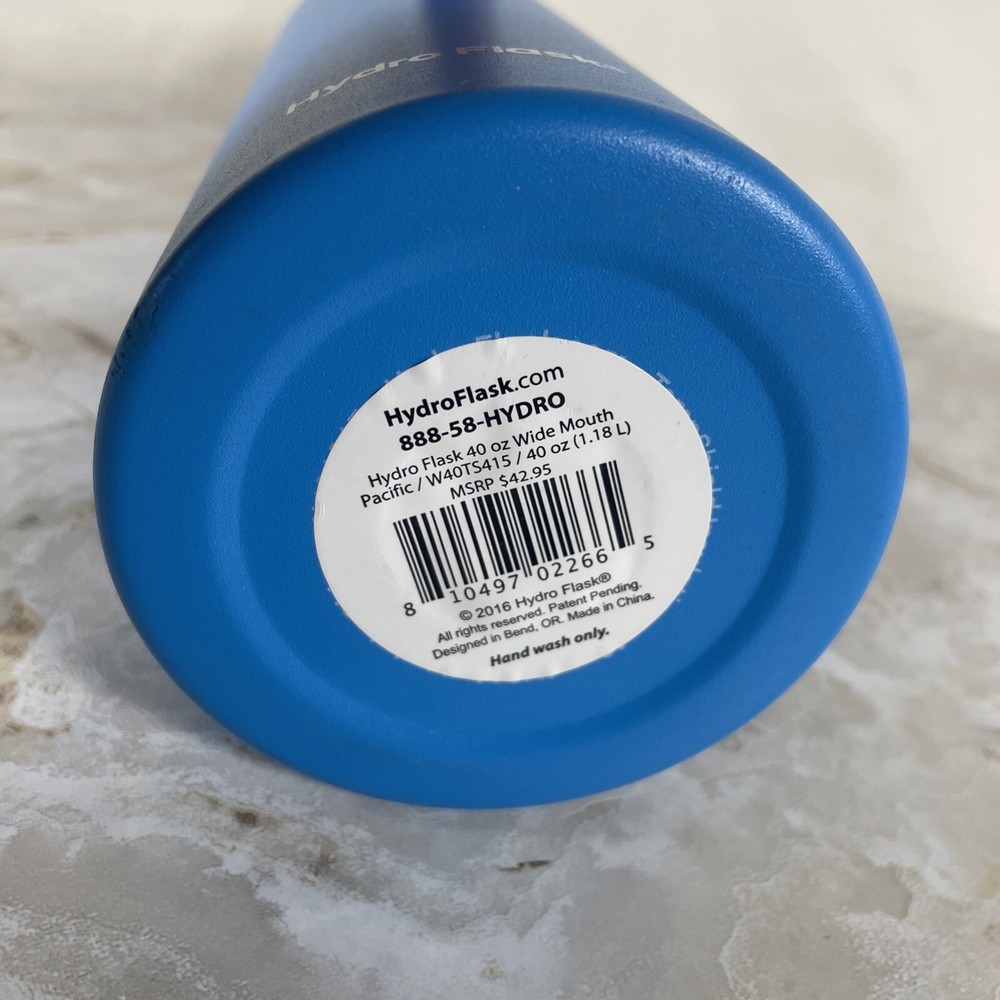 Hydro Flask
HydroFlask.com
888-58-HYDRO
Hydro Flask 40 oz Wide Mouth
Pacific / W40TS415 / 40 oz (1.18 L)
MSRP $42.95
8 10497 02266 5
© 2016 Hydro Flask®
All rights reserved. Patent Pending.
Designed in Bend, OR. Made in China.
Hand wash only.